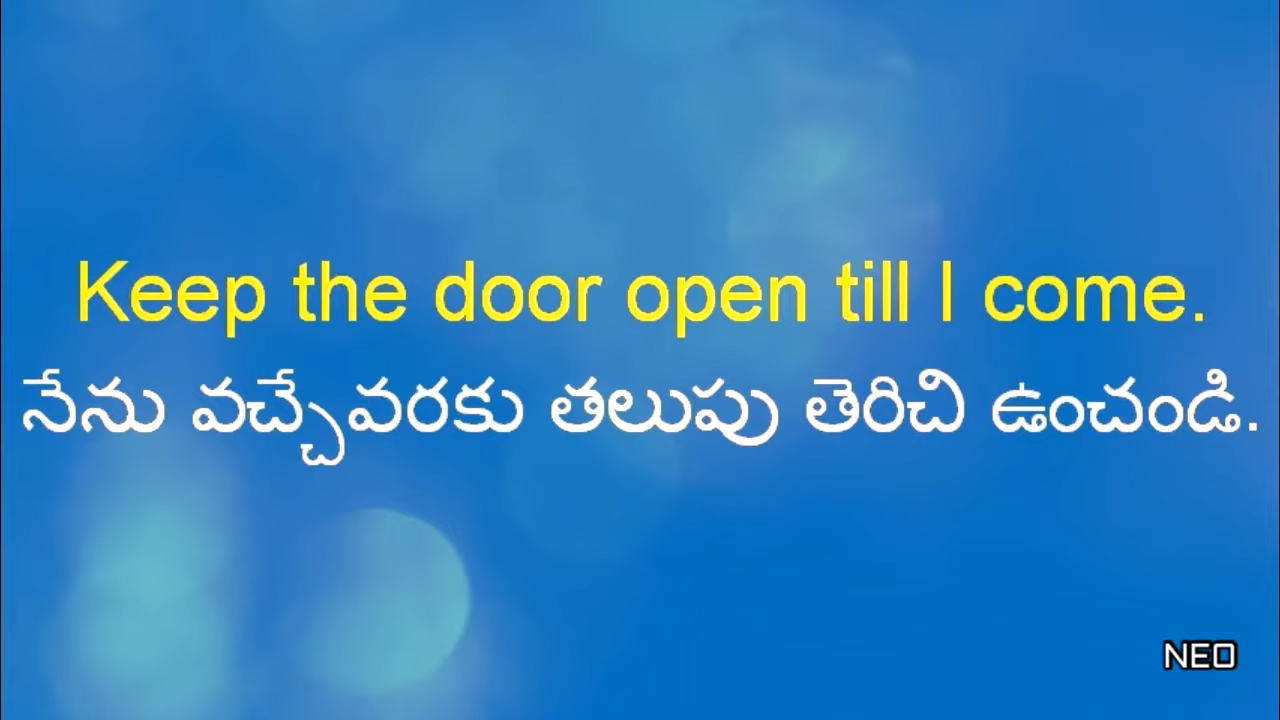 Keep the door open till I come.
నేను వచ్చేవరకు తలుపు తెరిచి ఉంచండి.
NEO